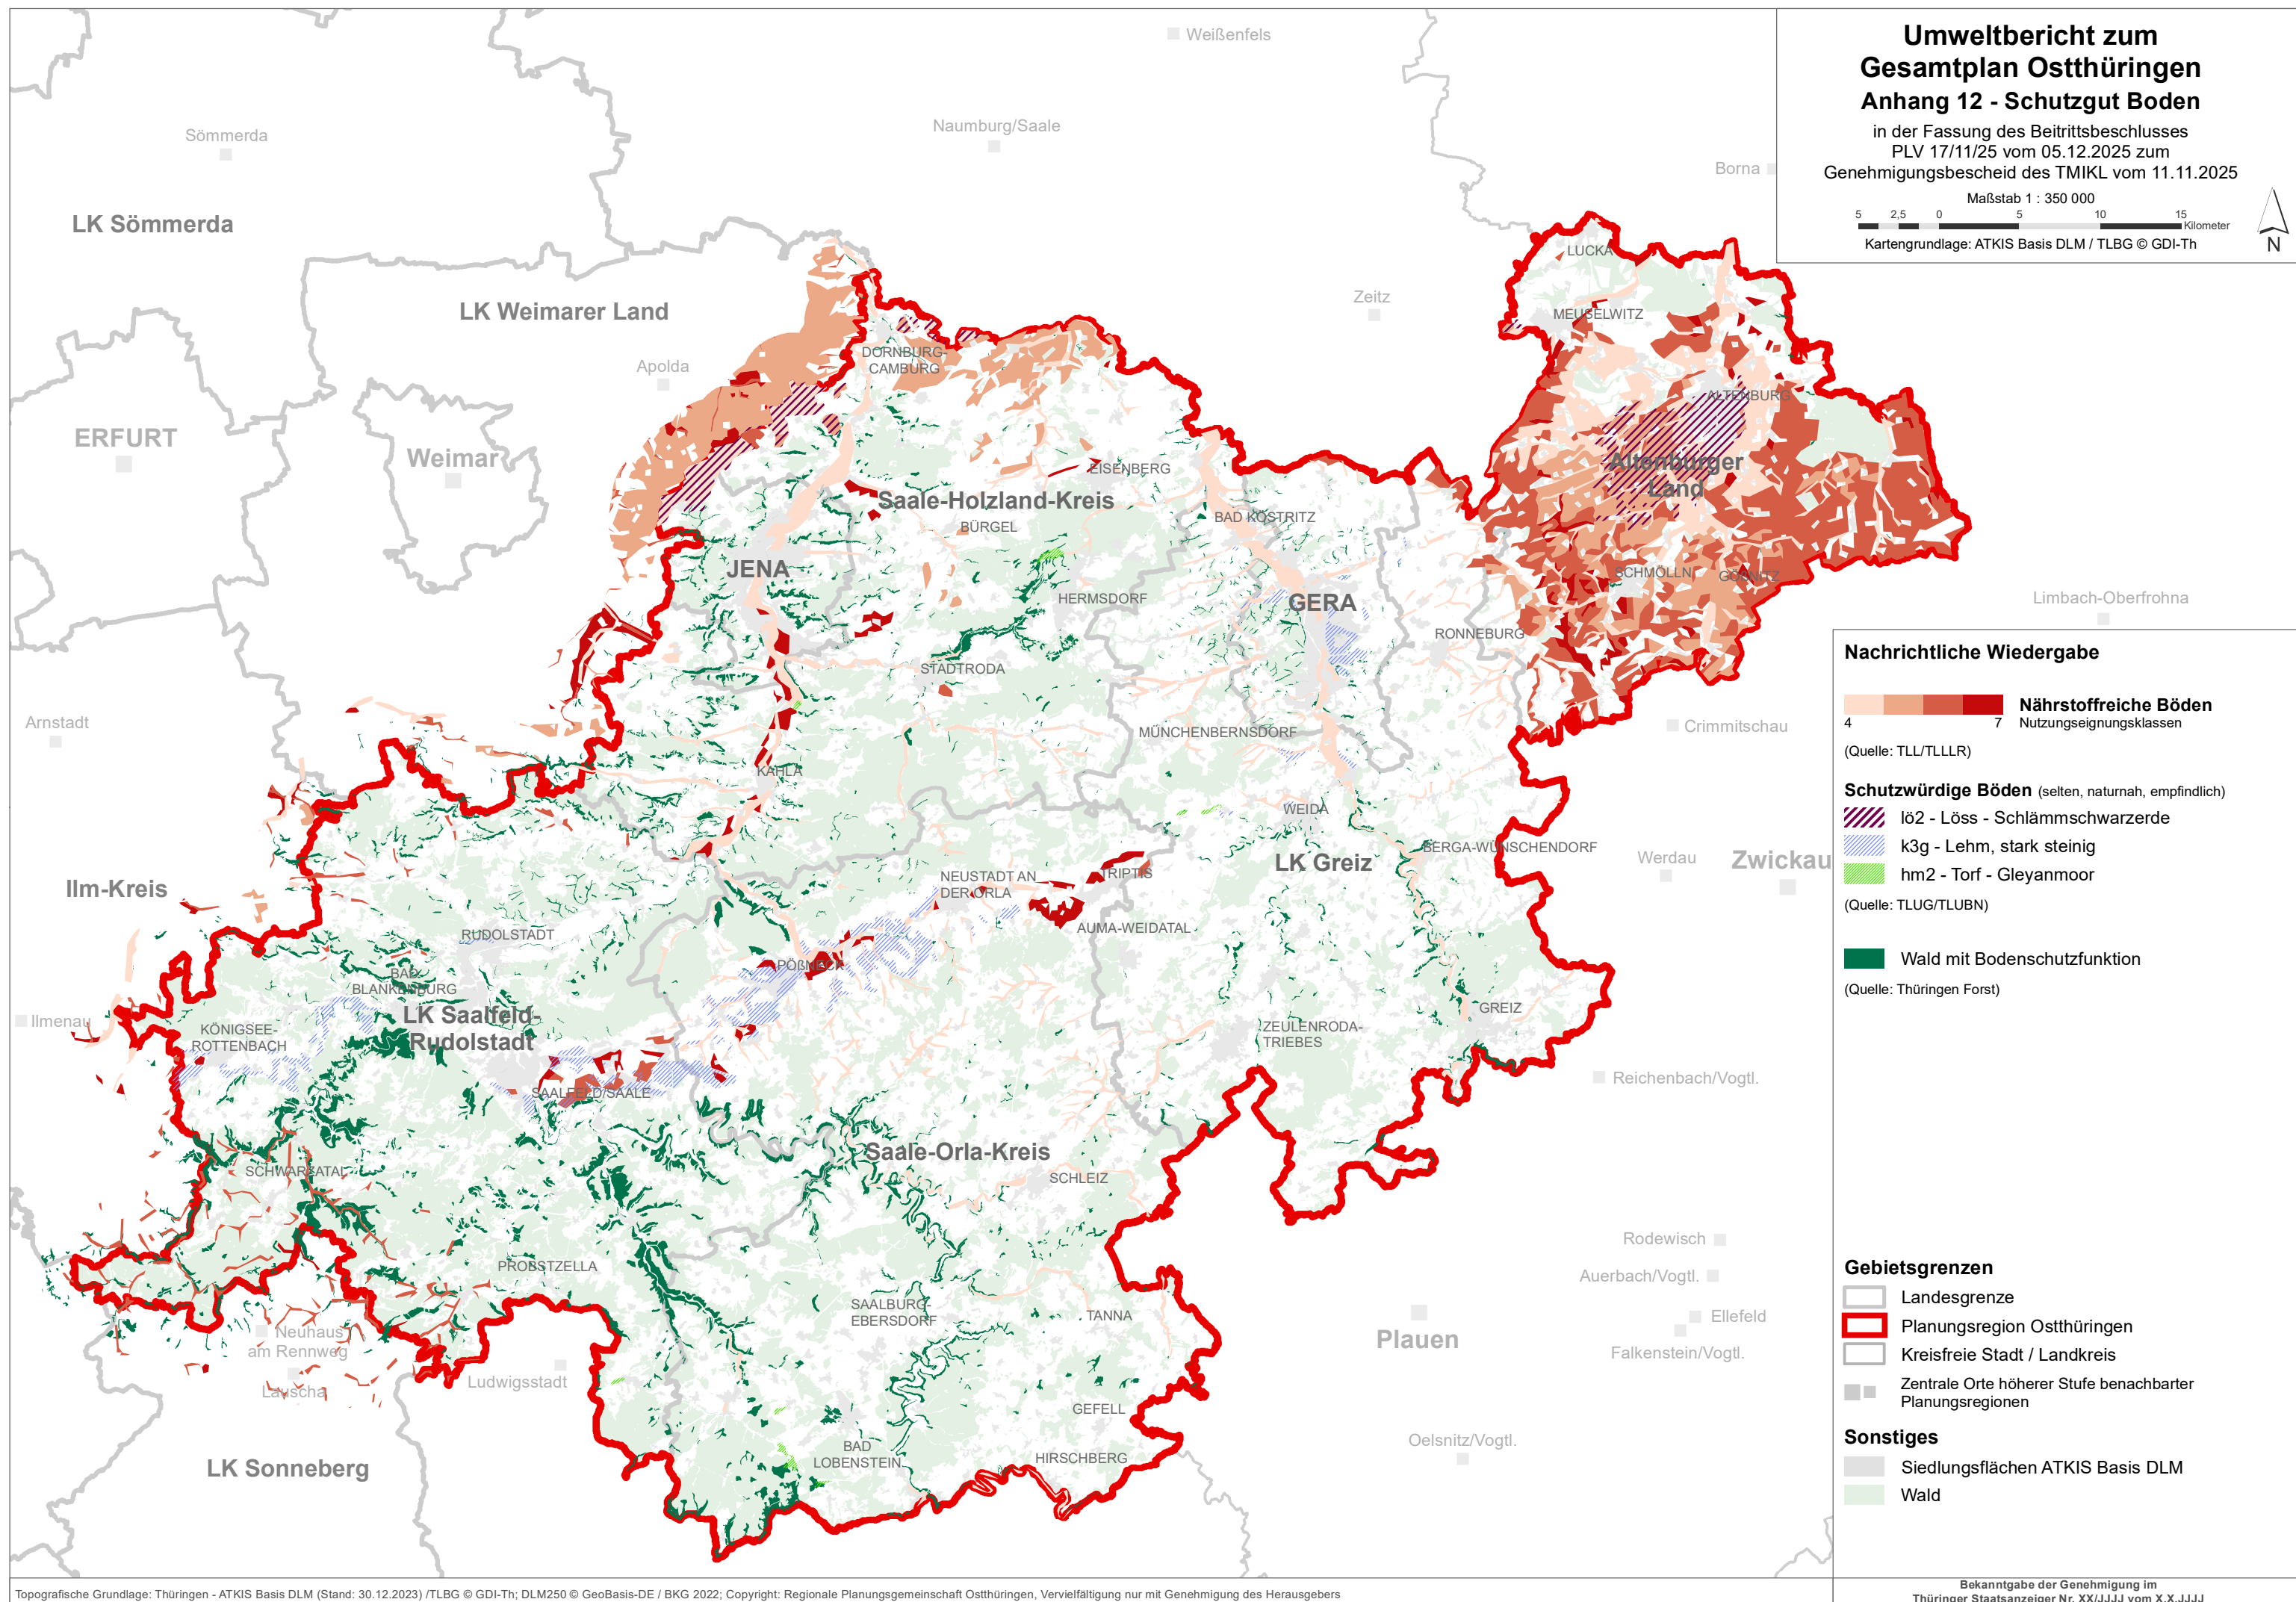 Umweltbericht zum
Gesamtplan Ostthüringen
Anhang 12 - Schutzgut Boden
in der Fassung des Beitrittsbeschlusses
PLV 17/11/25 vom 05.12.2025 zum
Genehmigungsbescheid des TMIKL vom 11.11.2025
Maßstab 1 : 350 000
5 2,5 0 5 10 15
Kilometer
Kartengrundlage: ATKIS Basis DLM / TLBG © GDI-Th
N
Weißenfels
Naumburg/Saale
Sömmerda
Borna
LK Sömmerda
LUCKA
Zeitz
LK Weimarer Land
MEUSELWITZ
DORNBURG-
CAMBURG
Apolda
ALTENBURG
ERFURT
Weimar
Altenburger
Land
EISENBERG
Saale-Holzland-Kreis
BÜRGEL
BAD KÖSTRITZ
JENA
SCHMÖLLN
GÖßNITZ
HERMSDORF
GERA
Limbach-Oberfrohna
RONNEBURG
STADTRODA
Arnstadt
Crimmitschau
MÜNCHENBERNSDORF
KAHLA
WEIDA
BERGA-WÜNSCHENDORF
Werdau
Zwickau
LK Greiz
Ilm-Kreis
TRIPTIS
NEUSTADT AN
DER ORLA
AUMA-WEIDATAL
RUDOLSTADT
PÖßNECK
BAD
BLANKENBURG
GREIZ
Ilmenau
LK Saalfeld-
Rudolstadt
KÖNIGSEE-
ROTTENBACH
ZEULENRODA-
TRIEBES
Reichenbach/Vogtl.
SAALFELD/SAALE
Saale-Orla-Kreis
SCHWARZATAL
SCHLEIZ
Rodewisch
PROBSTZELLA
Auerbach/Vogtl.
SAALBURG-
EBERSDORF
TANNA
Ellefeld
Plauen
Neuhaus
am Rennweg
Falkenstein/Vogtl.
Lauscha
Ludwigsstadt
GEFELL
Oelsnitz/Vogtl.
BAD
LOBENSTEIN
HIRSCHBERG
LK Sonneberg
Nachrichtliche Wiedergabe
Nährstoffreiche Böden
4 7 Nutzungseignungsklassen
(Quelle: TLL/TLLLR)
Schutzwürdige Böden (selten, naturnah, empfindlich)
lö2 - Löss - Schlämmschwarzerde
k3g - Lehm, stark steinig
hm2 - Torf - Gleyanmoor
(Quelle: TLUG/TLUBN)
Wald mit Bodenschutzfunktion
(Quelle: Thüringen Forst)
Gebietsgrenzen
Landesgrenze
Planungsregion Ostthüringen
Kreisfreie Stadt / Landkreis
Zentrale Orte höherer Stufe benachbarter
Planungsregionen
Sonstiges
Siedlungsflächen ATKIS Basis DLM
Wald
Topografische Grundlage: Thüringen - ATKIS Basis DLM (Stand: 30.12.2023) /TLBG © GDI-Th; DLM250 © GeoBasis-DE / BKG 2022; Copyright: Regionale Planungsgemeinschaft Ostthüringen, Vervielfältigung nur mit Genehmigung des Herausgebers
Bekanntgabe der Genehmigung im
Thüringer Staatsanzeiger Nr. XX/JJJJ vom X.X.JJJJ